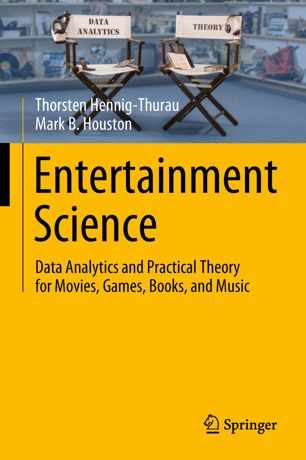 DATA
ANALYTICS
THEORY
Thorsten Hennig-Thurau
Mark B. Houston
Entertainment
Science
Data Analytics and Practical Theory
for Movies, Games, Books, and Music
Springer